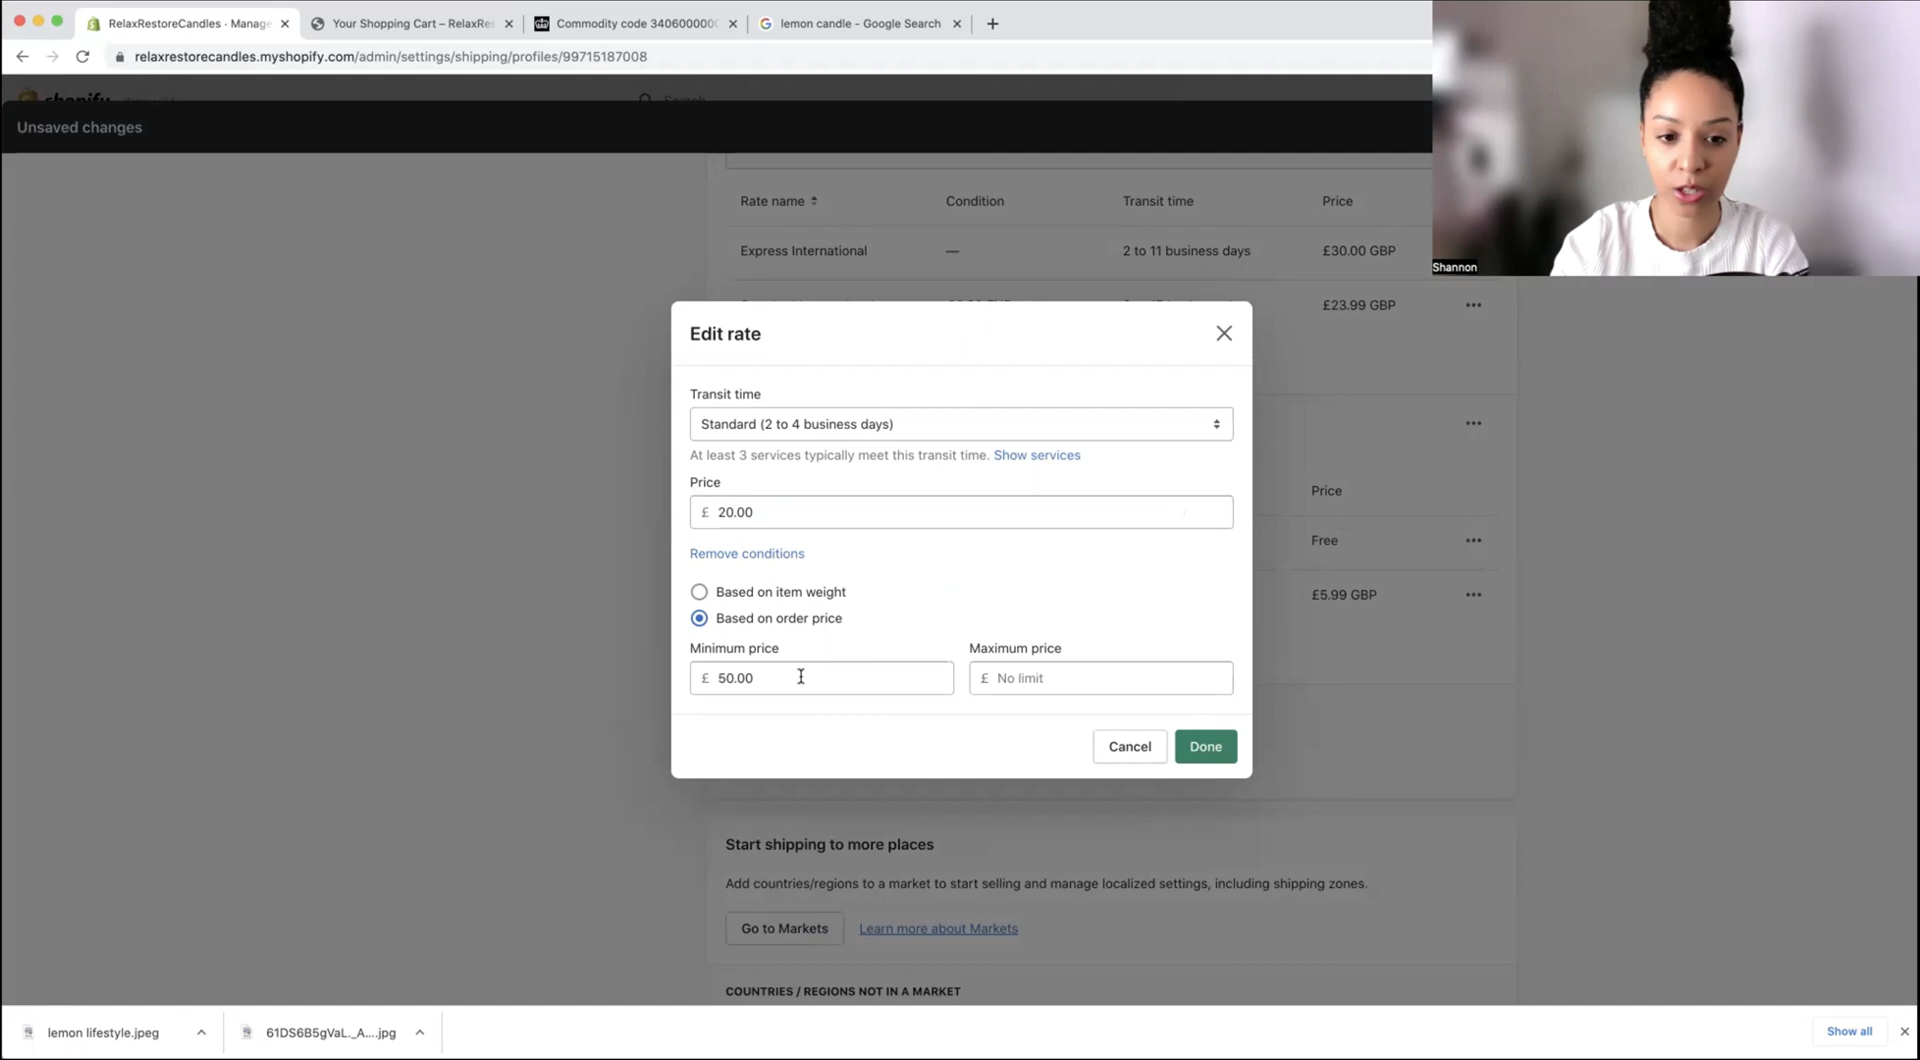 RelaxRestoreCandles · Manage
Your Shopping Cart – RelaxRes
Commodity code 3406000000
lemon candle - Google Search
relaxrestorecandles.myshopify.com/admin/settings/shipping/profiles/99715187008
shopify
Search
Unsaved changes
Shannon
Rate name
Condition
Transit time
Price
Express International
—
2 to 11 business days
£30.00 GBP
£23.99 GBP
Edit rate
Transit time
Standard (2 to 4 business days)
At least 3 services typically meet this transit time. Show services
Price
£ 20.00
Remove conditions
Based on item weight
Based on order price
Minimum price
Maximum price
£ 50.00
£ No limit
Cancel
Done
Price
Free
£5.99 GBP
Start shipping to more places
Add countries/regions to a market to start selling and manage localized settings, including shipping zones.
Go to Markets
Learn more about Markets
COUNTRIES / REGIONS NOT IN A MARKET
lemon lifestyle.jpeg
61DS6B5gVaL._A....jpg
Show all